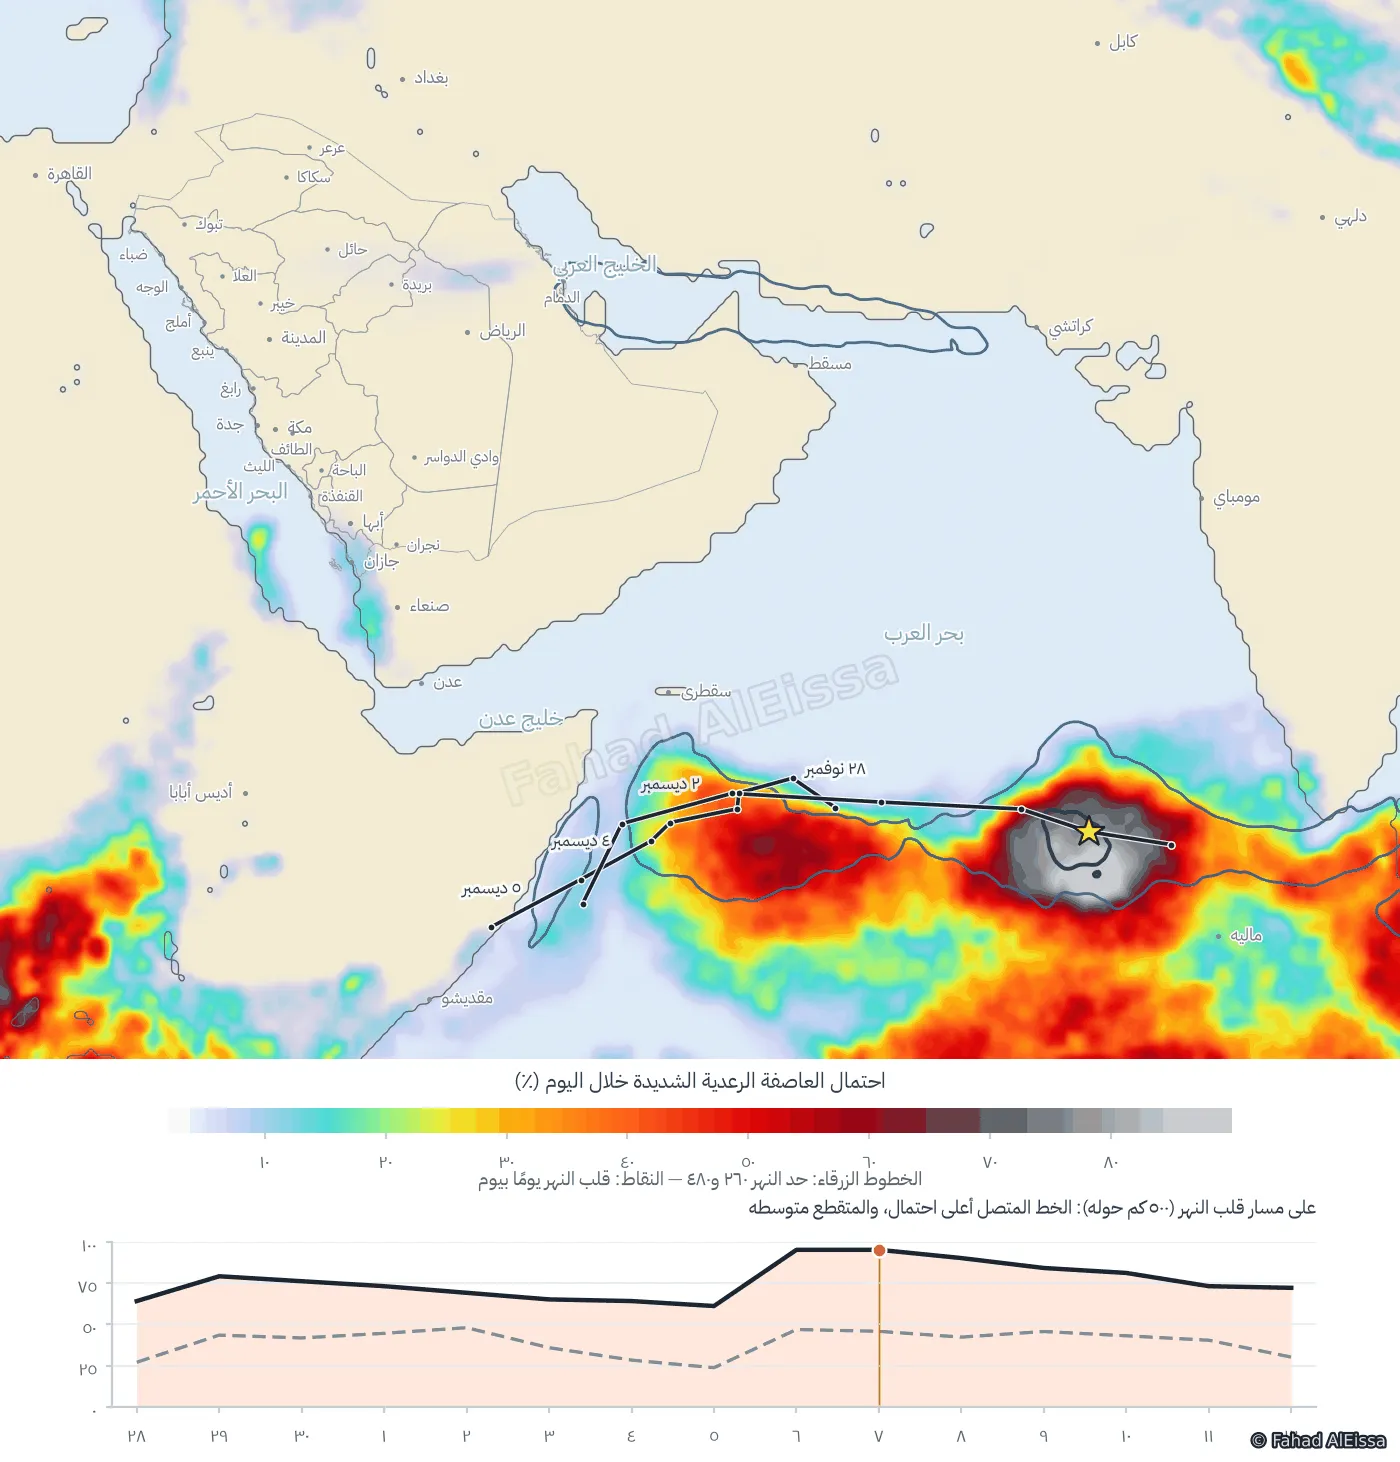 كابل
بغداد
عرعر
القاهرة
سكاكا
دلهي
تبوك
ضباء
حائل
الخليج العربي
العلا
بريدة
الوجه
الدمام
خيبر
أملج
الرياض
كراتشي
المدينة
ينبع
مسقط
رابغ
جدة
مكة
الطائف
وادي الدواسر
الليث
الباحة
البحر الأحمر
القنفذة
مومباي
أبها
نجران
جازان
صنعاء
بحر العرب
عدن
سقطرى
Fahad AlEissa
خليج عدن
٢٨ نوفمبر
٢ ديسمبر
أديس أبابا
٤ ديسمبر
٥ ديسمبر
ماليه
مقديشو
احتمال العاصفة الرعدية الشديدة خلال اليوم (٪)
١٠ ٢٠ ٣٠ ٤٠ ٥٠ ٦٠ ٧٠ ٨٠
الخطوط الزرقاء: حد النهر ٢٦٠ و٤٨٠ — النقاط: قلب النهر يومًا بيوم
على مسار قلب النهر (٥٠٠ كم حوله): الخط المتصل أعلى احتمال، والمتقطع متوسطه
١٠٠
٧٥
٥٠
٢٥
٠
٢٨ ٢٩ ٣٠ ١ ٢ ٣ ٤ ٥ ٦ ٧ ٨ ٩ ١٠ ١١
© Fahad AlEissa